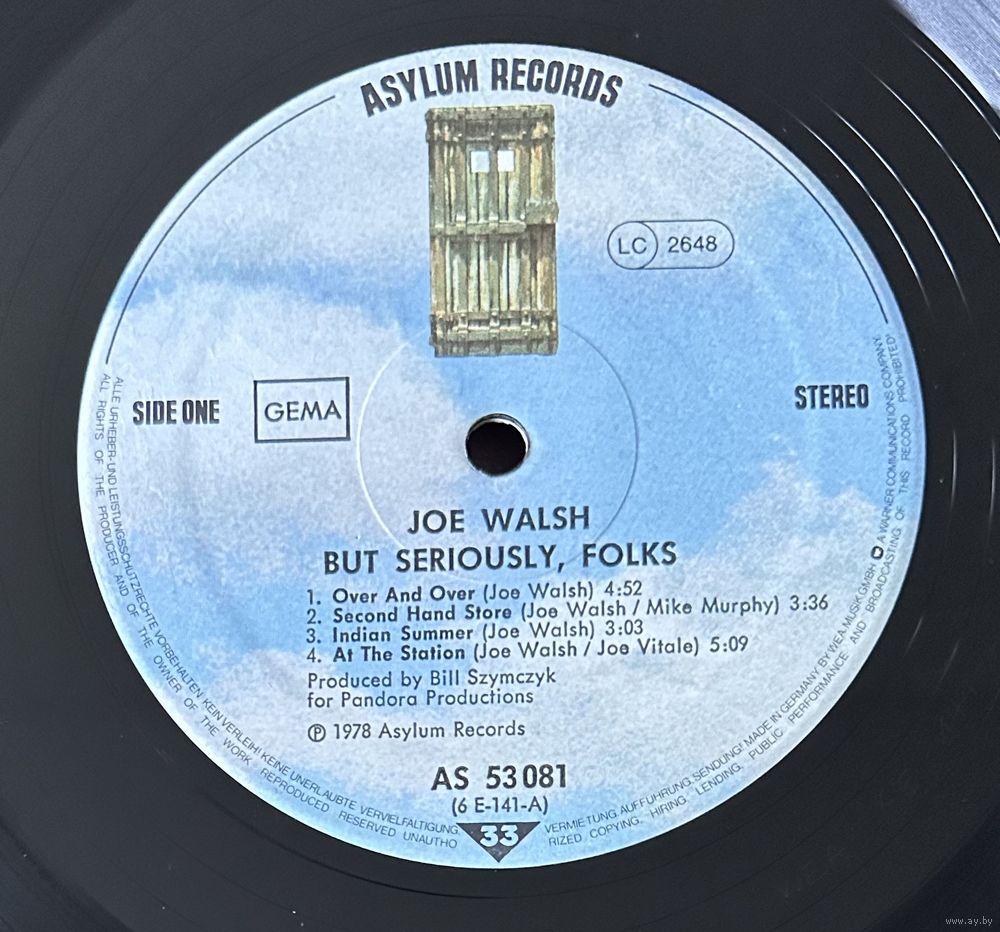 ASYLUM RECORDS
LC 2648
SIDE ONE
GEMA
STEREO
JOE WALSH
BUT SERIOUSLY, FOLKS
1. Over And Over (Joe Walsh) 4:52
2. Second Hand Store (Joe Walsh / Mike Murphy) 3:36
3. Indian Summer (Joe Walsh) 3:03
4. At The Station (Joe Walsh / Joe Vitale) 5:09
Produced by Bill Szymczyk
for Pandora Productions
℗ 1978 Asylum Records
AS 53 081
(6 E-141-A)
33
ALLE URHEBER- UND LEISTUNGSSCHUTZRECHTE VORBEHALTEN KEIN VERLEIH! KEINE UNERLAUBTE VERVIELFÄLTIGUNG, VERMIETUNG, AUFFÜHRUNG, SENDUNG! MADE IN GERMANY BY WEA MUSIK GMBH A WARNER COMMUNICATIONS COMPANY.
ALL RIGHTS OF THE PRODUCER AND OF THE OWNER OF THE WORK REPRODUCED RESERVED UNAUTHORIZED COPYING, HIRING, LENDING, PUBLIC PERFORMANCE AND BROADCASTING OF THIS RECORD PROHIBITED!
www.ay.by